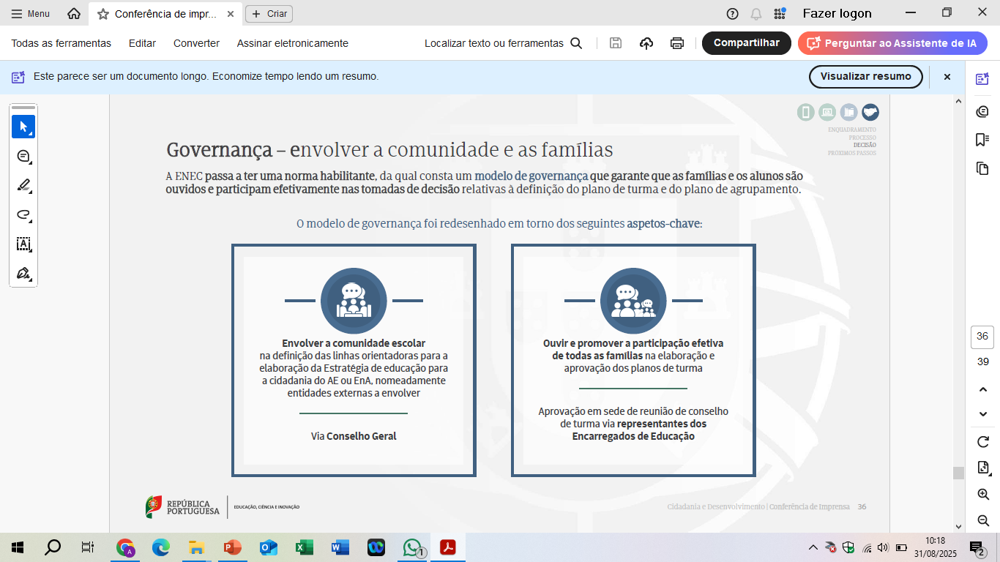 Menu
Conferência de impr...
Criar
Fazer logon
Todas as ferramentas
Editar
Converter
Assinar eletronicamente
Localizar texto ou ferramentas
Compartilhar
Perguntar ao Assistente de IA
Este parece ser um documento longo. Economize tempo lendo um resumo.
Visualizar resumo
ENQUADRAMENTO
PROCESSO
DECISÃO
PRÓXIMOS PASSOS
Governança – envolver a comunidade e as famílias
A ENEC passa a ter uma norma habilitante, da qual consta um modelo de governança que garante que as famílias e os alunos são
ouvidos e participam efetivamente nas tomadas de decisão relativas à definição do plano de turma e do plano de agrupamento.
O modelo de governança foi redesenhado em torno dos seguintes aspetos-chave:
Envolver a comunidade escolar
na definição das linhas orientadoras para a
elaboração da Estratégia de educação para
a cidadania do AE ou EnA, nomeadamente
entidades externas a envolver
Via Conselho Geral
Ouvir e promover a participação efetiva
de todas as famílias na elaboração e
aprovação dos planos de turma
Aprovação em sede de reunião de conselho
de turma via representantes dos
Encarregados de Educação
REPÚBLICA
PORTUGUESA
EDUCAÇÃO, CIÊNCIA E INOVAÇÃO
Cidadania e Desenvolvimento | Conferência de Imprensa 36
36
39
1
10:18
31/08/2025
2